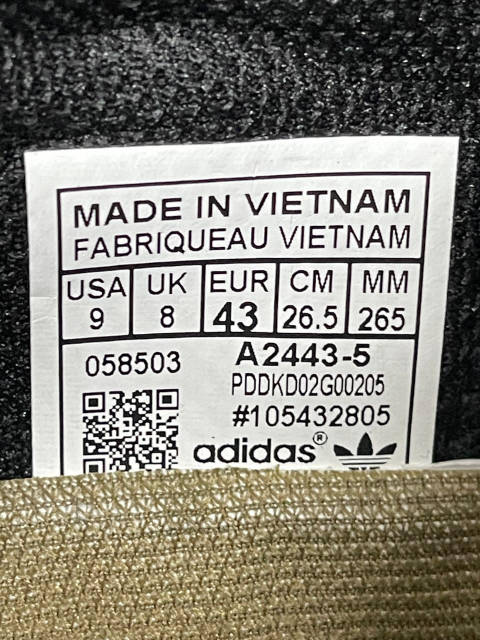 MADE IN VIETNAM
FABRIQUEAU VIETNAM
USA UK EUR CM MM
9 8 43 26.5 265
058503 A2443-5
PDDKD02G00205
#105432805
adidas®